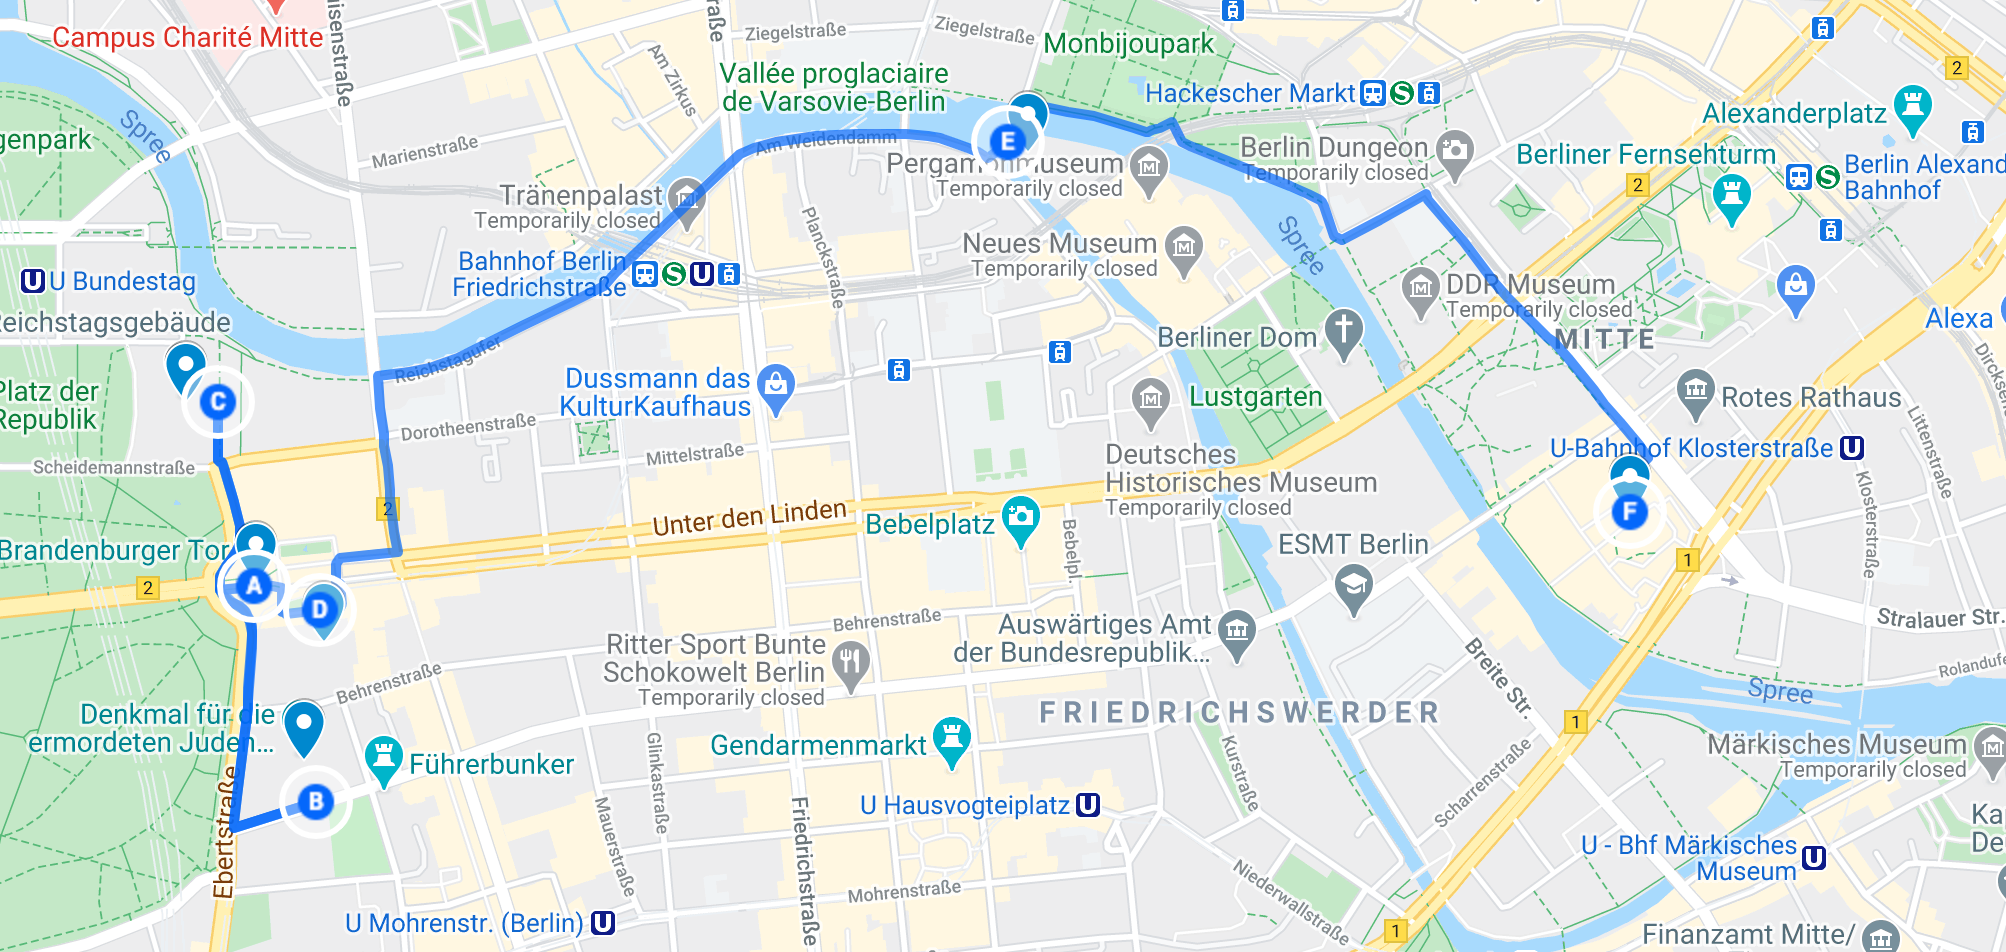 Campus Charité Mitte
Ziegelstraße
Ziegelstraße
Monbijoupark
Am Zirkus
Vallée proglaciaire
de Varsovie-Berlin
Hackescher Markt
2
Alexanderplatz
Spree
genpark
Marienstraße
Am Weidendamm
E
Pergamonmuseum
Temporarily closed
Berlin Dungeon
Temporarily closed
Berliner Fernsehturm
Berlin Alexand
Bahnhof
2
Tränenpalast
Temporarily closed
Planckstraße
Neues Museum
Temporarily closed
Spree
Bahnhof Berlin
Friedrichstraße
U Bundestag
DDR Museum
Temporarily closed
Reichstagsgebäude
Berliner Dom
MITTE
Alexa
Reichstagufer
Platz der
Republik
C
Dussmann das
KulturKaufhaus
Lustgarten
Rotes Rathaus
Dircksens
Dorotheenstraße
Mittelstraße
Scheidemannstraße
Deutsches
Historisches Museum
Temporarily closed
U-Bahnhof Klosterstraße
Littenstraße
Klosterstraße
2
Unter den Linden
Bebelplatz
Bebelpl.
F
Brandenburger Tor
ESMT Berlin
1
2
A
D
Behrenstraße
Auswärtiges Amt
der Bundesrepublik...
Stralauer Str.
Ritter Sport Bunte
Schokowelt Berlin
Temporarily closed
Behrenstraße
Breite Str.
Rolandufe
Spree
Denkmal für die
ermordeten Juden...
FRIEDRICHSWERDER
1
Gendarmenmarkt
Führerbunker
Glinkastraße
Kurstraße
Scharrenstraße
Märkisches Museum
Temporarily closed
B
Ebertstraße
Mauerstraße
Friedrichstraße
U Hausvogteiplatz
Ka
De
U - Bhf Märkisches
Museum
Mohrenstraße
Niederwallstraße
U Mohrenstr. (Berlin)
1
Finanzamt Mitte/